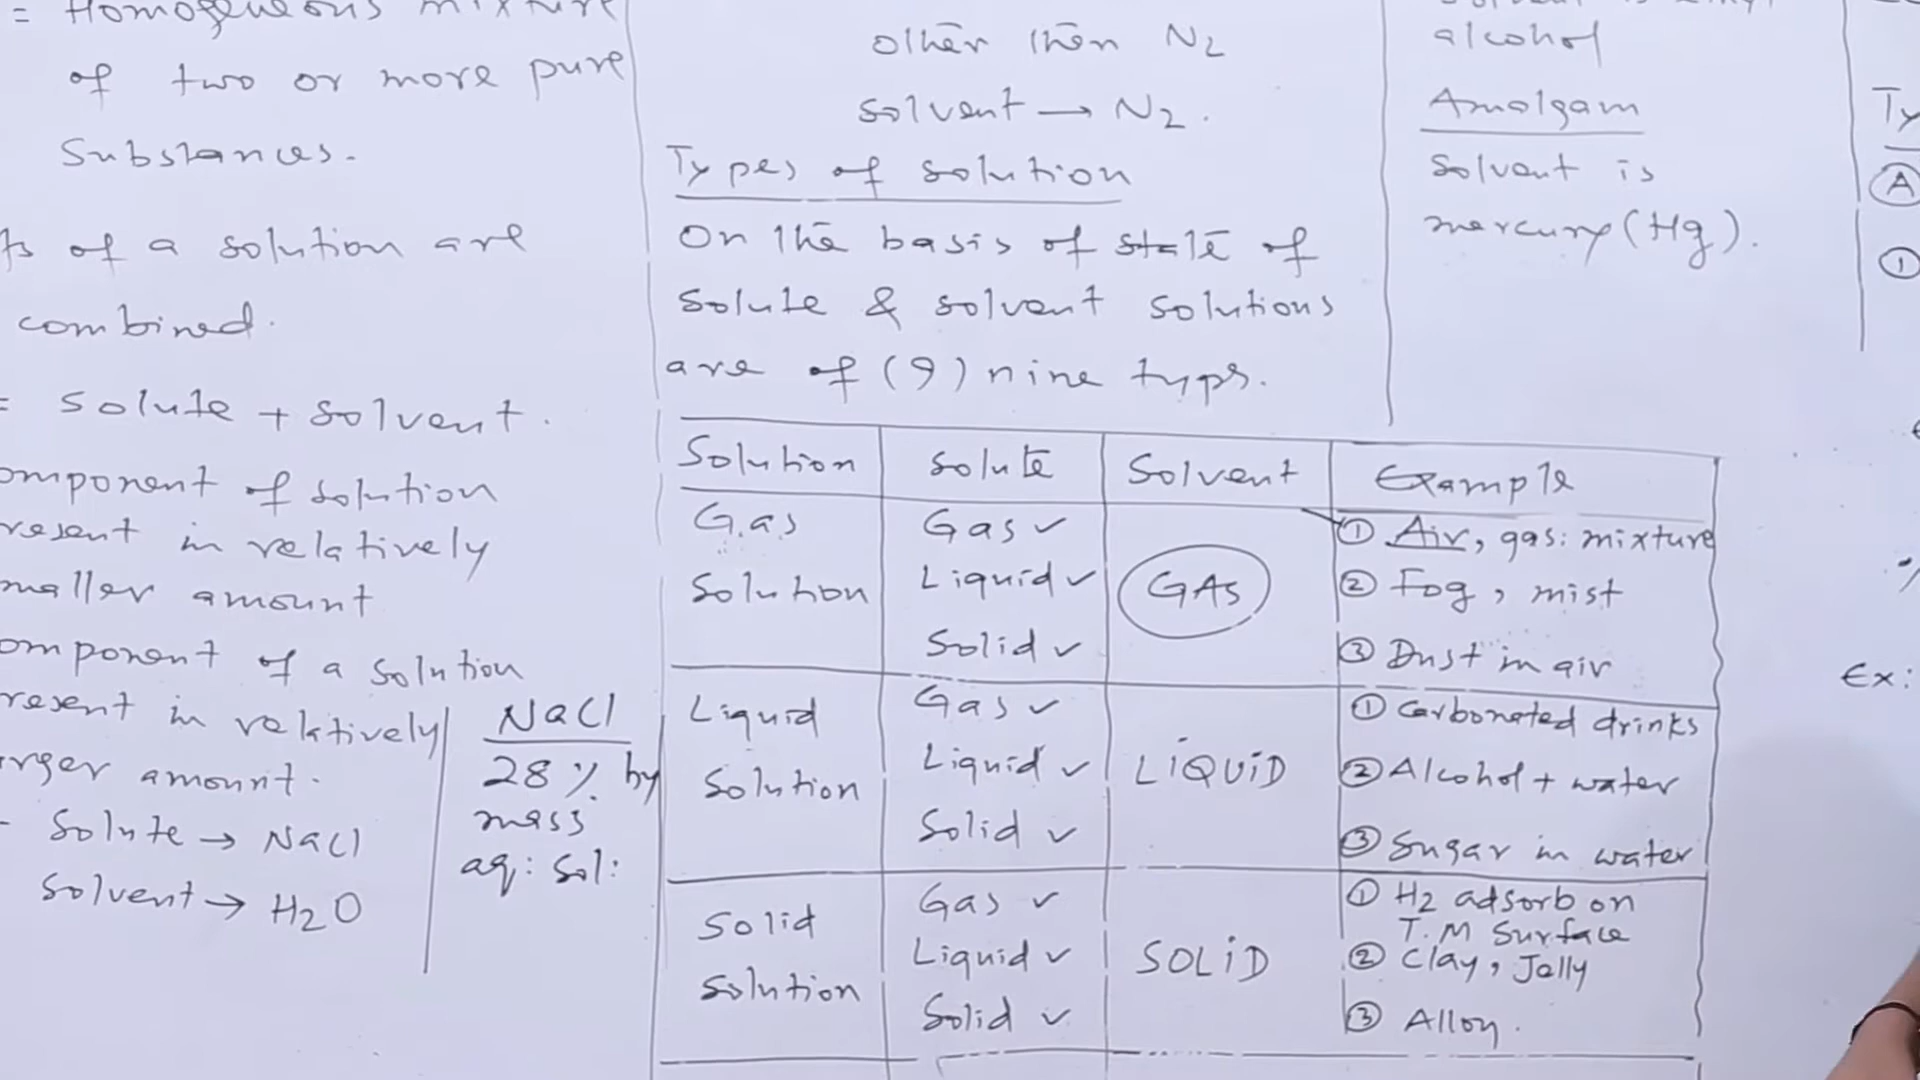 = Homogeneous mixture
of two or more pure
Substances.
ts of a solution are
combined.
= solute + solvent.
omponent of solution
resent in relatively
maller amount
omponent of a solution
resent in relatively
arger amount.
- Solute → NaCl
Solvent → H2O
NaCl
28% by
mass
aq: Sol:
other then N2
solvent → N2.
Types of solution
On the basis of state of
Solute & solvent solutions
are of (9) nine typs.
Solution Solute Solvent Example
Gas Solution
Gas ✓
Liquid ✓
Solid ✓
GAS
① Air, gas: mixture
② Fog, mist
③ Dust in air
Liquid Solution
Gas ✓
Liquid ✓
Solid ✓
LIQUID
① Carbonated drinks
② Alcohol + water
③ Sugar in water
Solid Solution
Gas ✓
Liquid ✓
Solid ✓
SOLID
① H2 adsorb on
T.M Surface
② Clay, Jelly
③ Alloy.
alcohol
Amalgam
Solvent is
mercury (Hg).
Ty
Ⓐ
①
Ex: